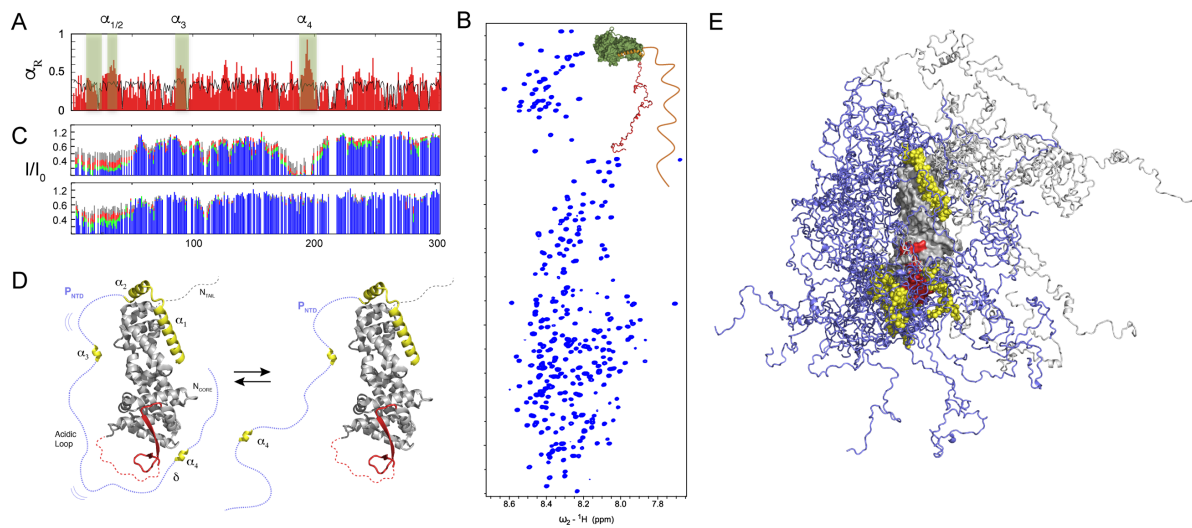 A
α1/2
α3
α4
αR
1
0.5
0
C
I/I0
1.2
0.8
0.4
1.2
0.8
0.4
100
200
300
B
8.6
8.4
8.2
8.0
7.8
ω2 - 1H (ppm)
D
α2
PNTD
NTAIL
α1
α3
NCORE
Acidic
Loop
α4
δ
PNTD
α4
E